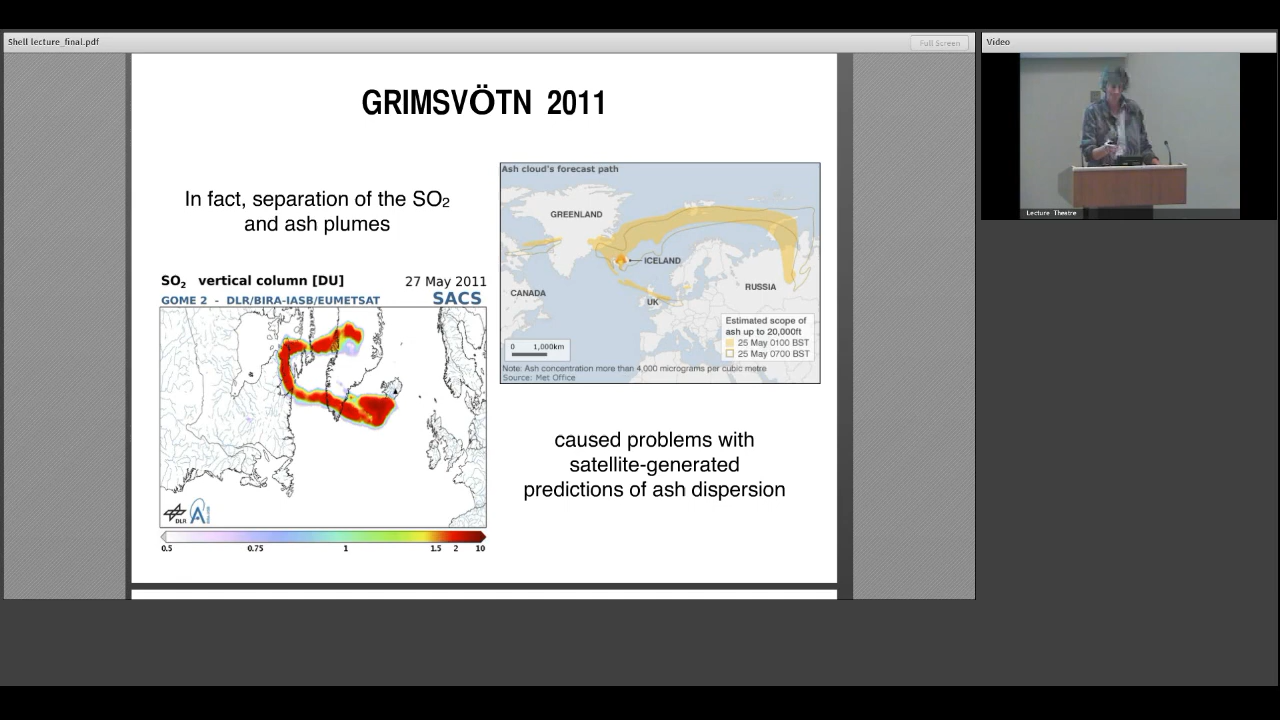 Shell lecture_final.pdf
Full Screen
Video
GRIMSVÖTN 2011
In fact, separation of the SO₂
and ash plumes
SO₂ vertical column [DU]
27 May 2011
GOME 2 - DLR/BIRA-IASB/EUMETSAT
SACS
DLR
0.5 0.75 1 1.5 2 10
Ash cloud's forecast path
GREENLAND
ICELAND
CANADA
UK
RUSSIA
Estimated scope of
ash up to 20,000ft
25 May 0100 BST
25 May 0700 BST
0 1,000km
Note: Ash concentration more than 4,000 micrograms per cubic metre
Source: Met Office
caused problems with
satellite-generated
predictions of ash dispersion
Lecture Theatre